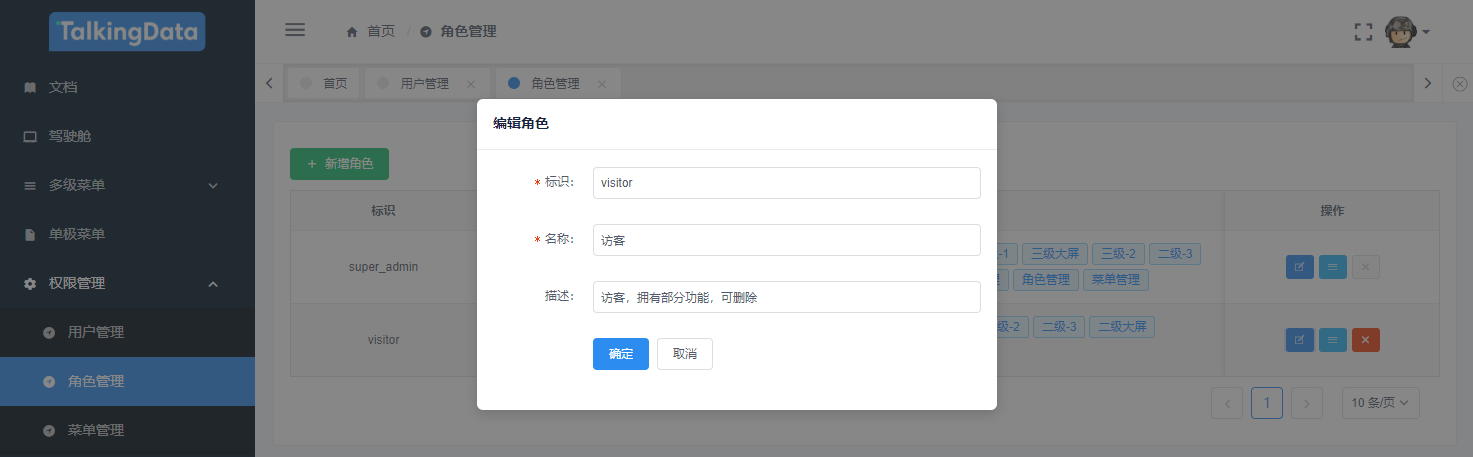 TalkingData
文档
驾驶舱
多级菜单
单极菜单
权限管理
用户管理
角色管理
菜单管理
首页 / 角色管理
首页 用户管理 角色管理
新增角色
标识 操作
super_admin
-1 三级大屏 三级-2 二级-3
角色管理 菜单管理
visitor
级-2 二级-3 二级大屏
1 10 条/页
编辑角色
* 标识： visitor
* 名称： 访客
描述： 访客，拥有部分功能，可删除
确定 取消